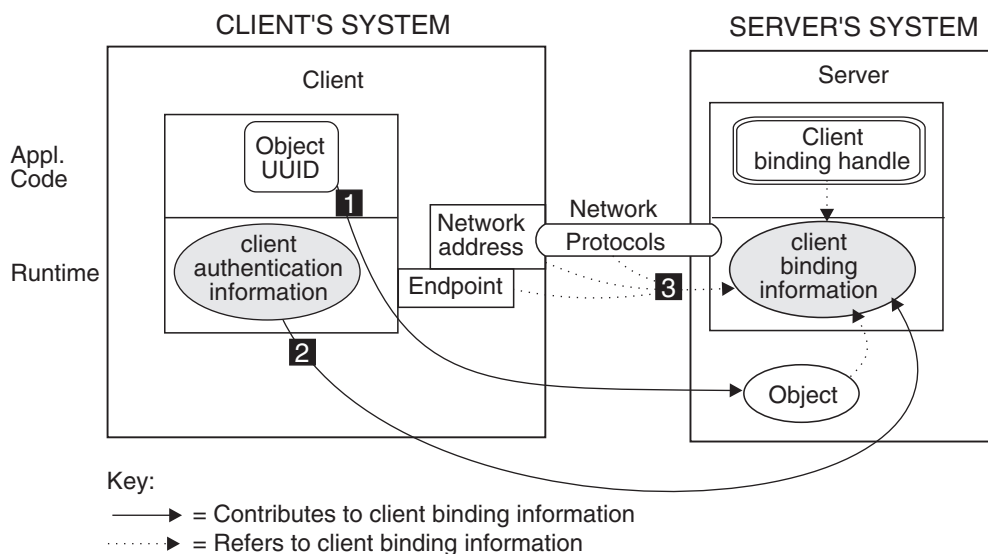 CLIENT'S SYSTEM
SERVER'S SYSTEM
Client
Server
Appl.
Code
Object
UUID
Client
binding handle
1
Network
address
Network
Protocols
Runtime
client
authentication
information
Endpoint
3
client
binding
information
2
Object
Key:
= Contributes to client binding information
= Refers to client binding information